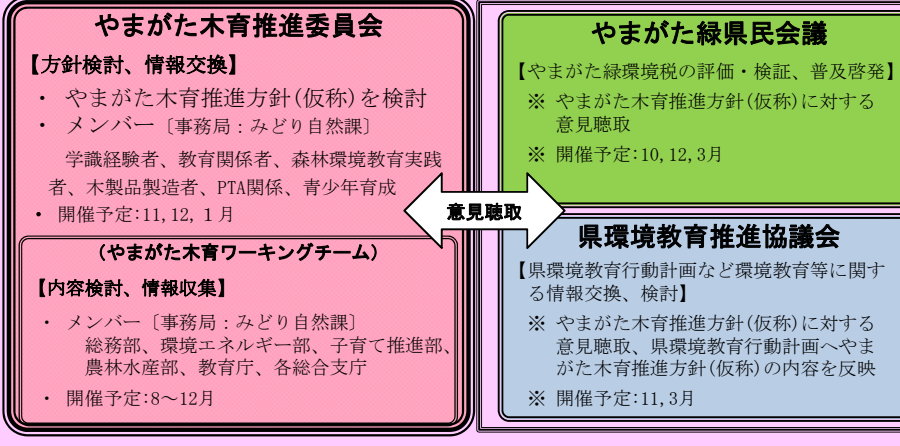 やまがた木育推進委員会
【方針検討、情報交換】
・ やまがた木育推進方針(仮称)を検討
・ メンバー〔事務局：みどり自然課〕
学識経験者、教育関係者、森林環境教育実践
者、木製品製造者、PTA関係、青少年育成
・ 開催予定:11,12,１月
（やまがた木育ワーキングチーム）
【内容検討、情報収集】
・ メンバー〔事務局：みどり自然課〕
総務部、環境エネルギー部、子育て推進部、
農林水産部、教育庁、各総合支庁
・ 開催予定:8～12月
意見聴取
やまがた緑県民会議
【やまがた緑環境税の評価・検証、普及啓発】
※ やまがた木育推進方針(仮称)に対する
意見聴取
※ 開催予定:10,12,3月
県環境教育推進協議会
【県環境教育行動計画など環境教育等に関す
る情報交換、検討】
※ やまがた木育推進方針(仮称)に対する
意見聴取、県環境教育行動計画へやま
がた木育推進方針(仮称)の内容を反映
※ 開催予定:11,3月